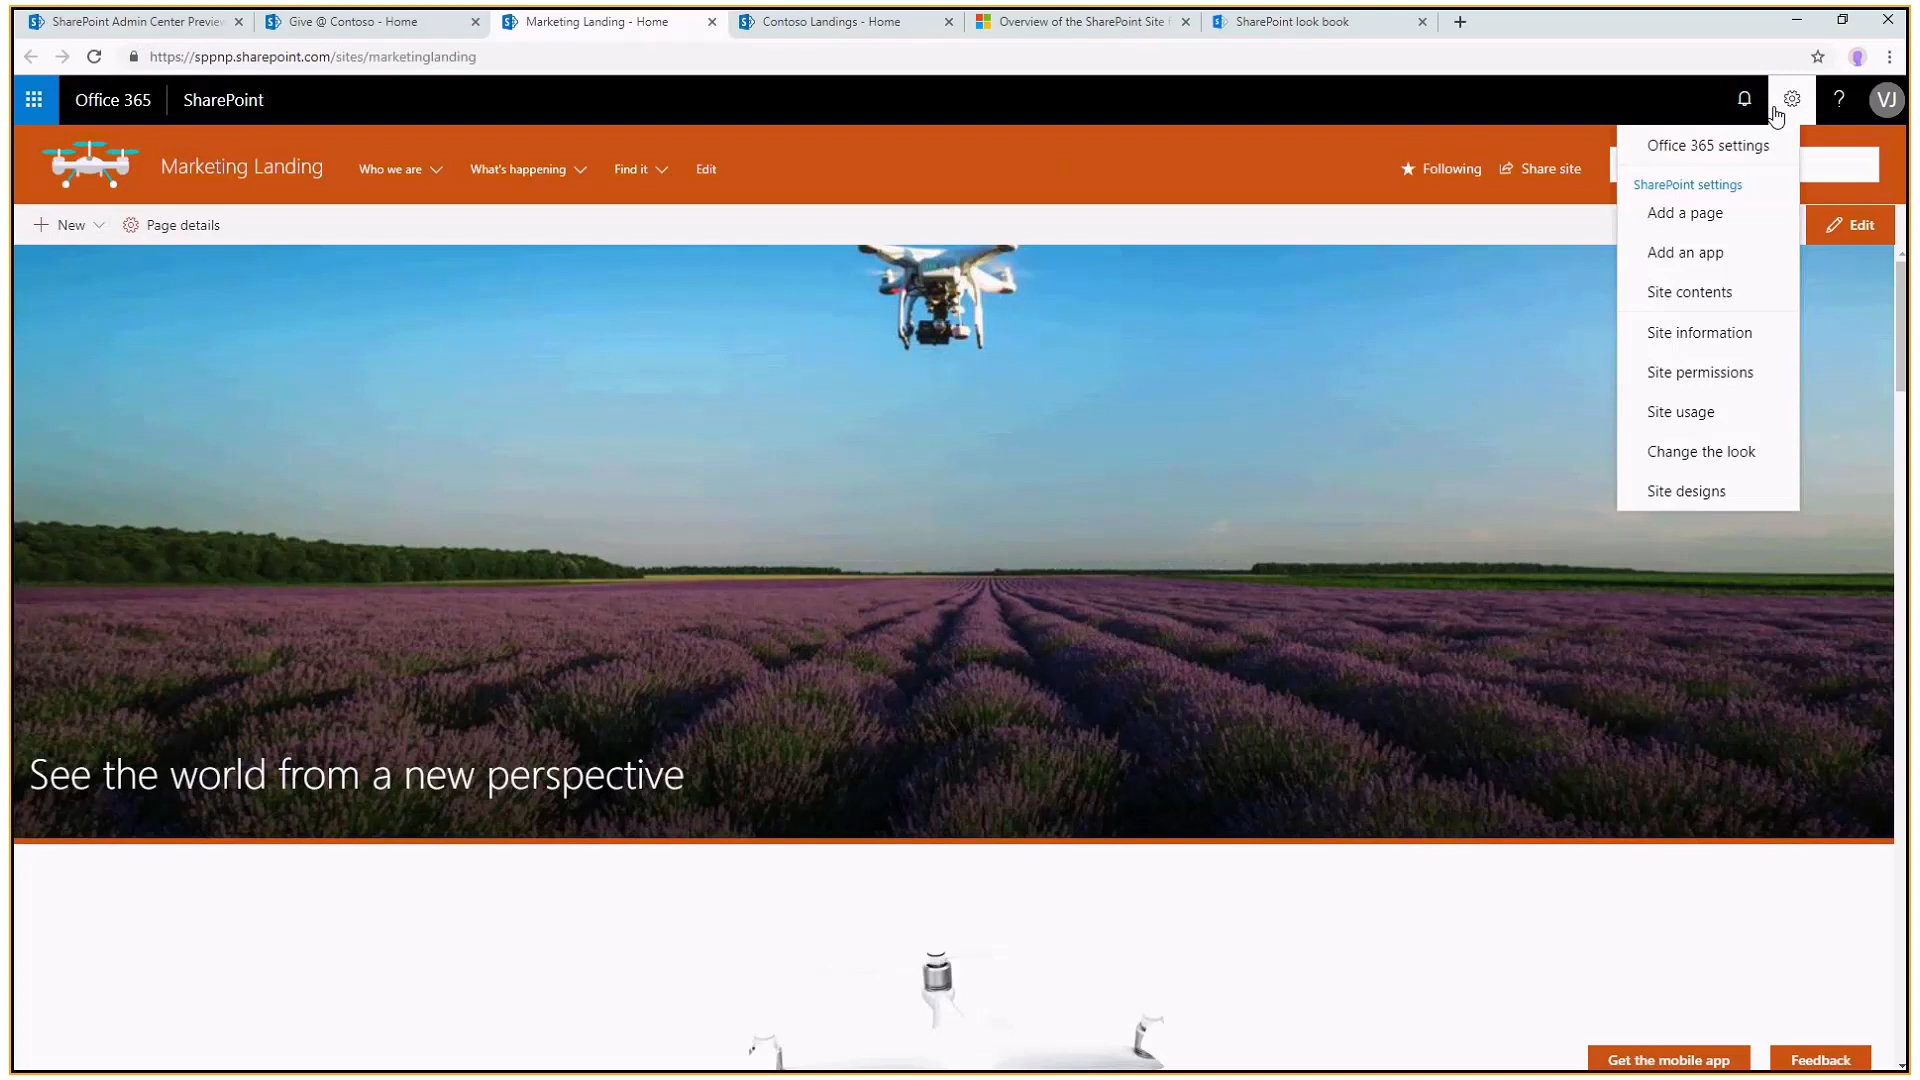 SharePoint Admin Center Preview
Give @ Contoso - Home
Marketing Landing - Home
Contoso Landings - Home
Overview of the SharePoint Site
SharePoint look book
https://sppnp.sharepoint.com/sites/marketinglanding
Office 365
SharePoint
VJ
Office 365 settings
Marketing Landing
Who we are
What's happening
Find it
Edit
Following
Share site
SharePoint settings
Add a page
New
Page details
Edit
Add an app
Site contents
Site information
Site permissions
Site usage
Change the look
Site designs
See the world from a new perspective
Get the mobile app
Feedback